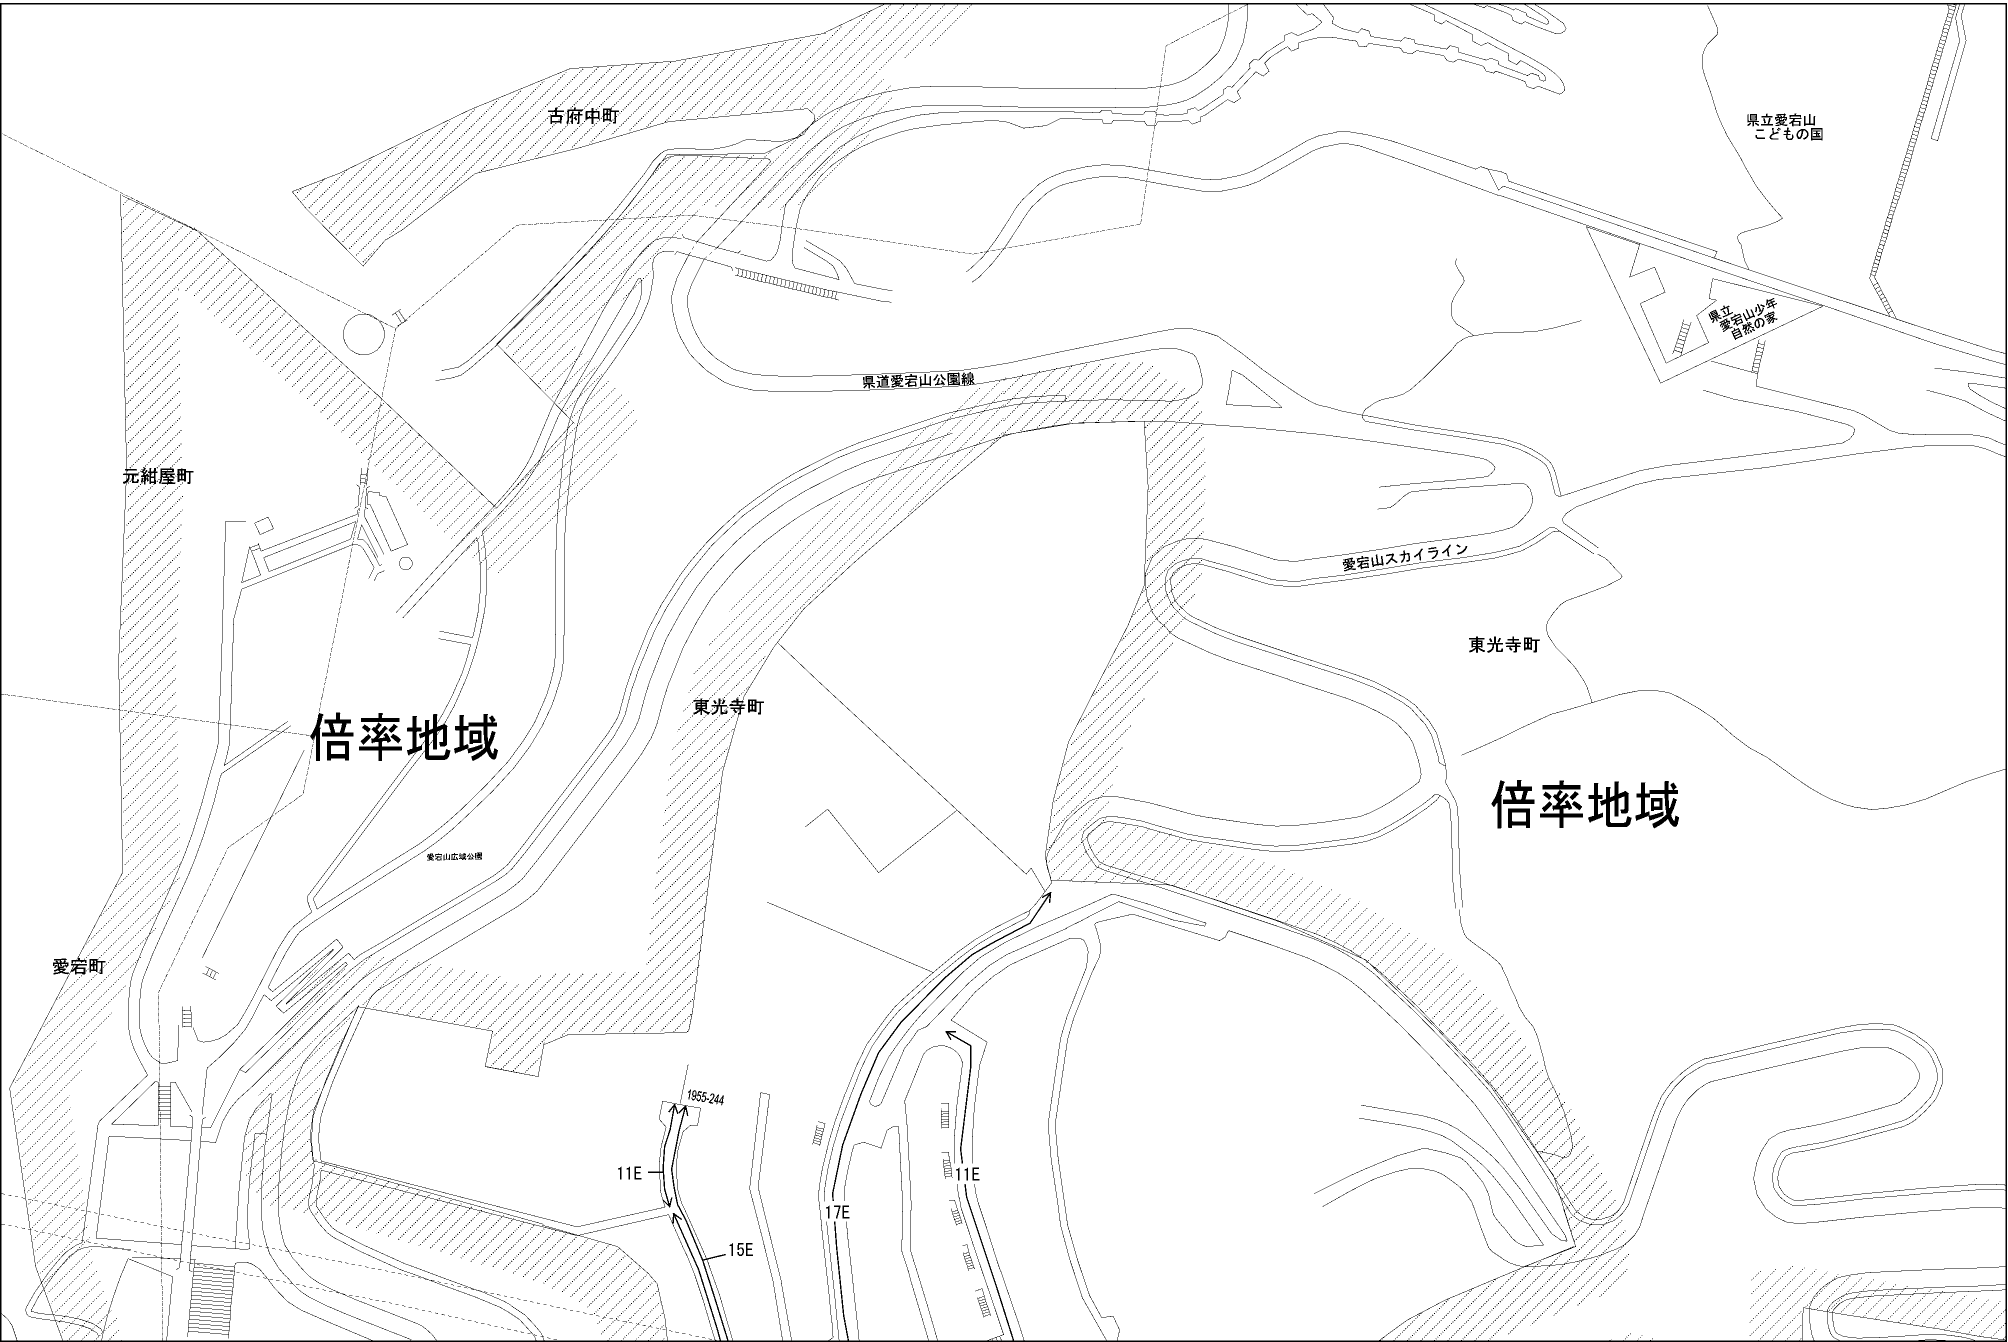 古府中町
県立愛宕山
こどもの国
県立
愛宕山少年
自然の家
県道愛宕山公園線
元紺屋町
愛宕山スカイライン
東光寺町
東光寺町
倍率地域
倍率地域
愛宕山広域公園
愛宕町
1955-244
11E
11E
17E
15E